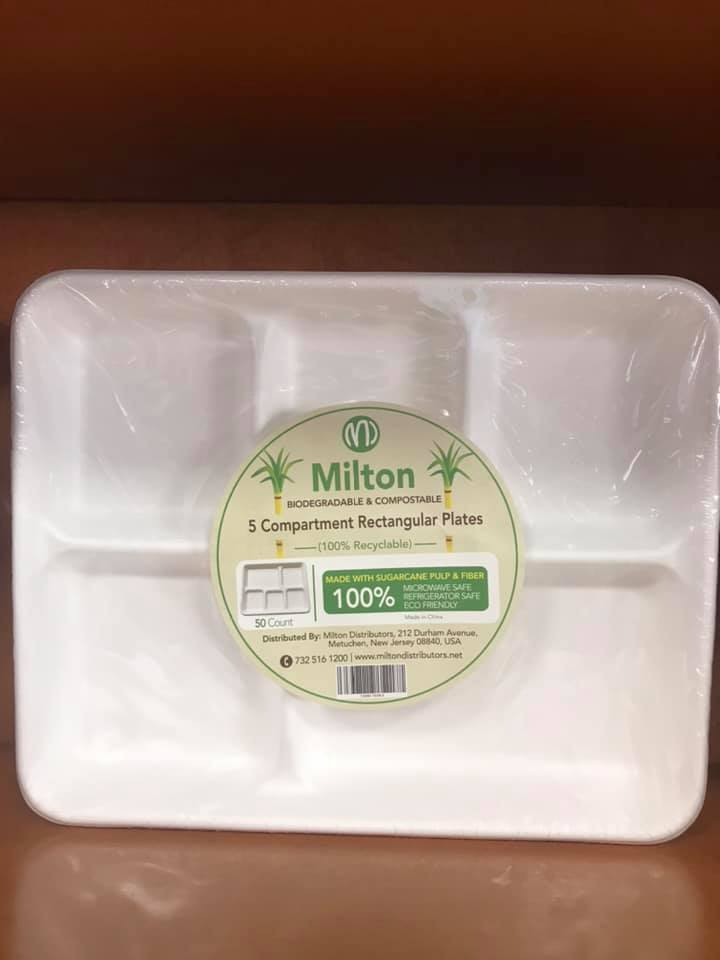 Milton
BIODEGRADABLE & COMPOSTABLE
5 Compartment Rectangular Plates
(100% Recyclable)
MADE WITH SUGARCANE PULP & FIBER
100%
MICROWAVE SAFE
REFRIGERATOR SAFE
ECO FRIENDLY
50 Count
Made in China
Distributed By: Milton Distributors, 212 Durham Avenue,
Metuchen, New Jersey 08840, USA
732 516 1200 | www.miltondistributors.net